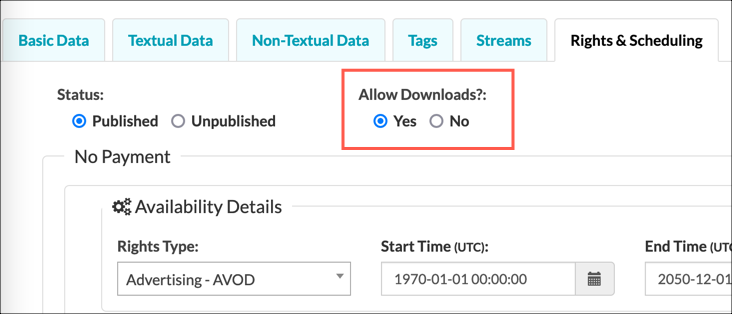 Basic Data Textual Data Non-Textual Data Tags Streams Rights & Scheduling
Status: Allow Downloads?:
Published Unpublished Yes No
No Payment
Availability Details
Rights Type: Start Time (UTC): End Time (UTC):
Advertising - AVOD 1970-01-01 00:00:00 2050-12-01